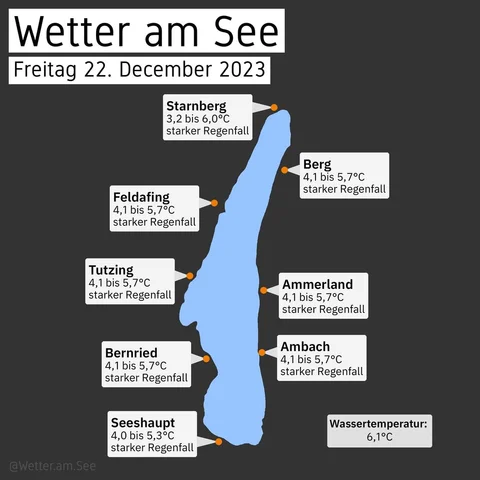 Wetter am See
Freitag 22. December 2023
Starnberg
3,2 bis 6,0°C
starker Regenfall
Berg
4,1 bis 5,7°C
starker Regenfall
Feldafing
4,1 bis 5,7°C
starker Regenfall
Tutzing
4,1 bis 5,7°C
starker Regenfall
Ammerland
4,1 bis 5,7°C
starker Regenfall
Ambach
4,1 bis 5,7°C
starker Regenfall
Bernried
4,1 bis 5,7°C
starker Regenfall
Seeshaupt
4,0 bis 5,3°C
starker Regenfall
Wassertemperatur:
6,1°C
@Wetter.am.See